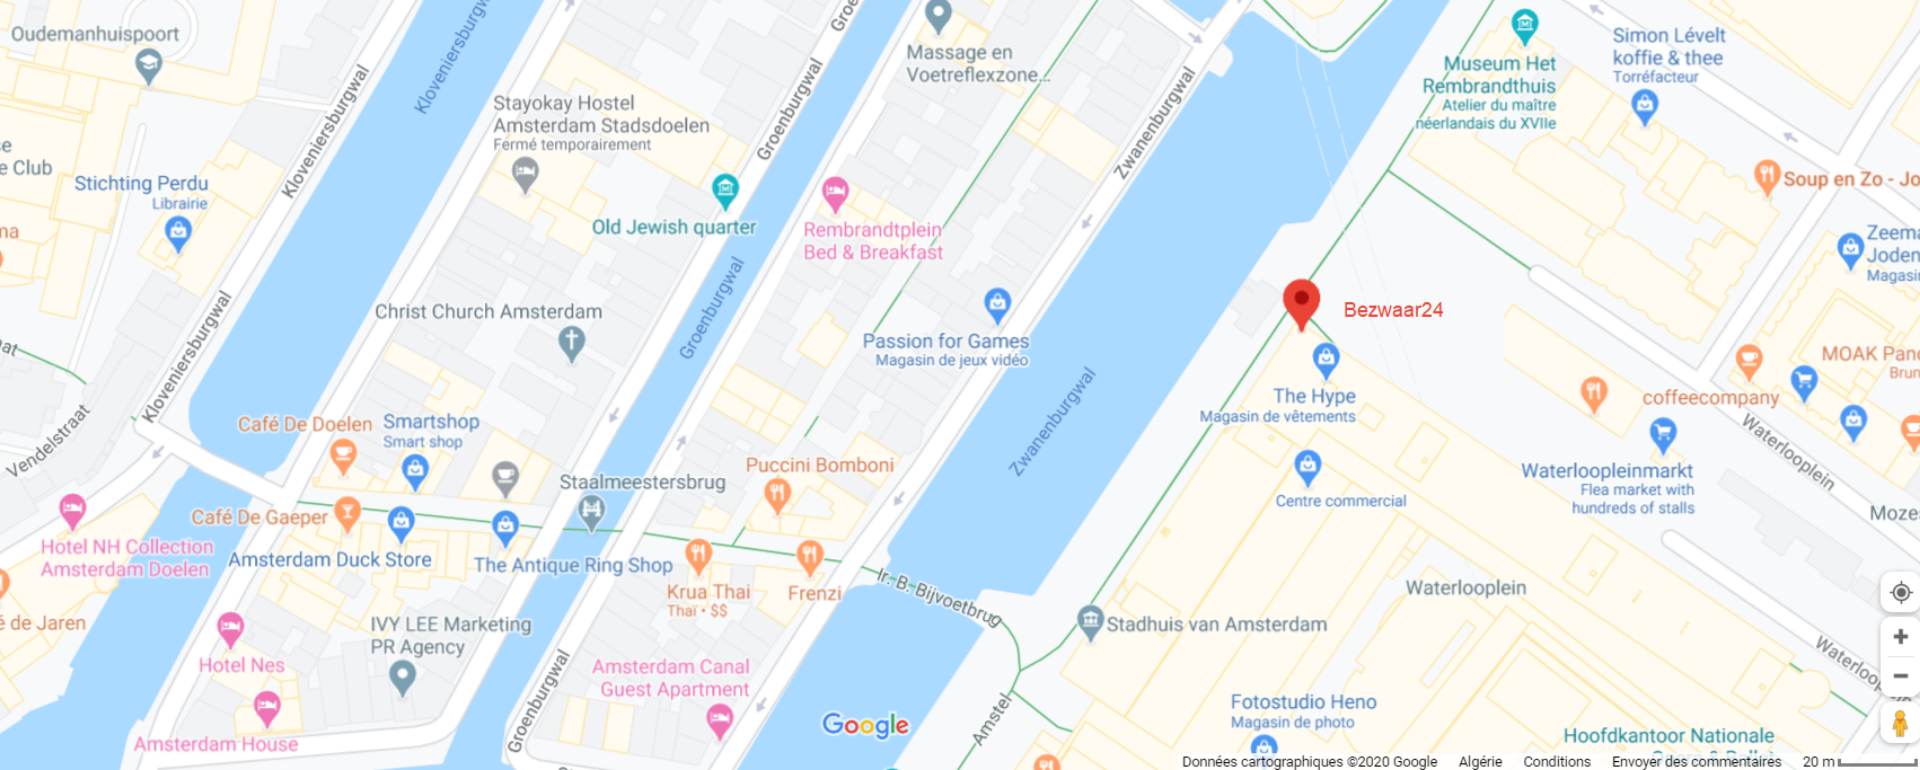 Oudemanhuispoort
Kloveniersburgwal
Groenburgwal
Massage en
Voetreflexzone...
Museum Het
Rembrandthuis
Atelier du maître
néerlandais du XVIIe
Simon Lévelt
koffie & thee
Torréfacteur
Stayokay Hostel
Amsterdam Stadsdoelen
Fermé temporairement
Kloveniersburgwal
Groenburgwal
Zwanenburgwal
e Club
Stichting Perdu
Librairie
Soup en Zo - Jo
Old Jewish quarter
Rembrandtplein
Bed & Breakfast
Zeema
Joden
Magasin
Christ Church Amsterdam
Groenburgwal
Bezwaar24
Kloveniersburgwal
Passion for Games
Magasin de jeux vidéo
MOAK Panc
Brun
Zwanenburgwal
The Hype
Magasin de vêtements
coffeecompany
Café De Doelen
Smartshop
Smart shop
Vendelstraat
Waterlooplein
Puccini Bomboni
Staalmeestersbrug
Centre commercial
Waterloopleinmarkt
Flea market with
hundreds of stalls
Café De Gaeper
Mozes
Hotel NH Collection
Amsterdam Doelen
Amsterdam Duck Store
The Antique Ring Shop
Krua Thai
Thaï • $$
Frenzi
Ir. B. Bijvoetbrug
Waterlooplein
é de Jaren
IVY LEE Marketing
PR Agency
Stadhuis van Amsterdam
Hotel Nes
Amsterdam Canal
Guest Apartment
Groenburgwal
Waterlooplein
Amstel
Fotostudio Heno
Magasin de photo
Google
Amsterdam House
Hoofdkantoor Nationale
Opera & Ballet
Données cartographiques ©2020 Google Algérie Conditions Envoyer des commentaires 20 m